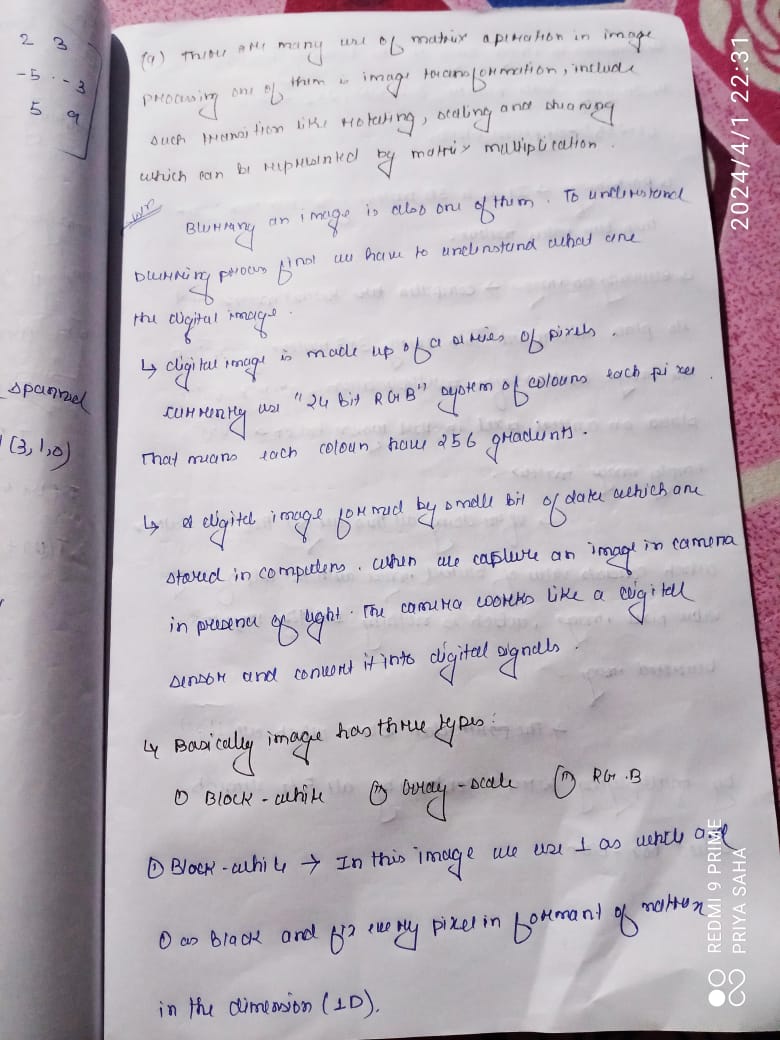 2 3
-5 -3
5 9
spanned
(3,1,0)
(a) There are many use of matrix operation in image
processing one of them is image transformation, include
such transition like rotating, scaling and shearing
which can be represented by matrix multiplication.
Blurring an image is also one of them. To understand
blurring process first we have to understand what are
the digital image.
↳ digital image is made up of a series of pixels.
currently use "24 bit RGB" system of colours each pixel.
That means each colour have 256 gradients.
↳ a digital image formed by small bit of data which are
stored in computers. when we capture an image in camera
in presence of light. The camera works like a digital
sensor and convert it into digital signals.
↳ Basically image has three types:
① Block-white ② Gray-scale ③ RG.B
① Block-while → In this image we use 1 as white and
0 as black and every pixel in formant of matrix
in the dimension (1D).
2024/4/1 22:31
REDMI 9 PRIME
PRIYA SAHA